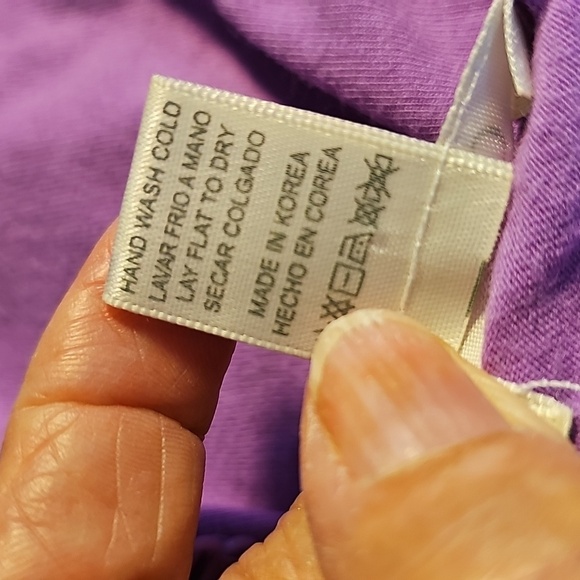 HAND WASH COLD
LAVAR FRIO A MANO
LAY FLAT TO DRY
SECAR COLGADO
MADE IN KOREA
HECHO EN COREA